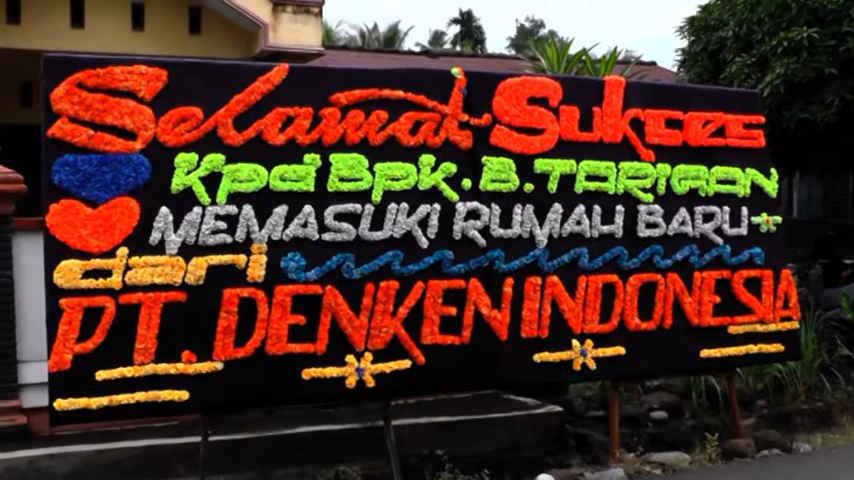 Selamat Sukses
Kpd Bpk. B. TARIGAN
MEMASUKI RUMAH BARU
dari
PT. DENKEN INDONESIA